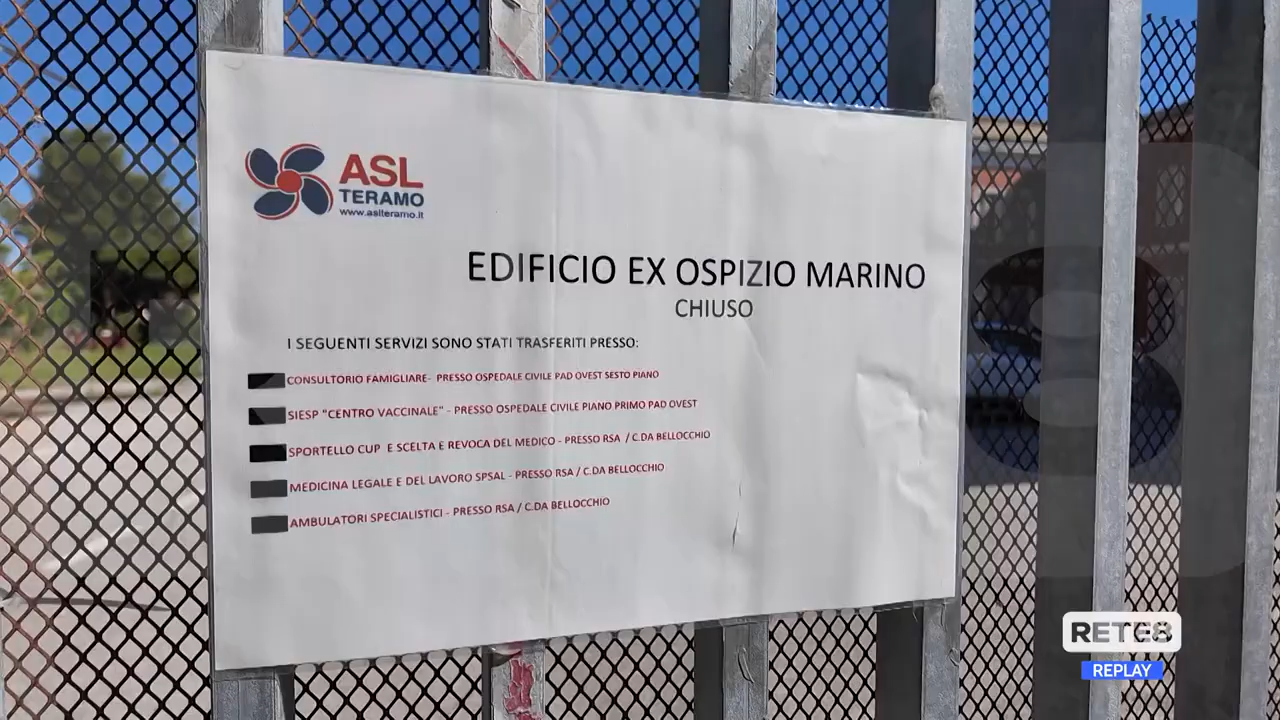 ASL
TERAMO
www.aslteramo.it
EDIFICIO EX OSPIZIO MARINO
CHIUSO
I SEGUENTI SERVIZI SONO STATI TRASFERITI PRESSO:
CONSULTORIO FAMIGLIARE- PRESSO OSPEDALE CIVILE PAD OVEST SESTO PIANO
SIESP "CENTRO VACCINALE" - PRESSO OSPEDALE CIVILE PIANO PRIMO PAD OVEST
SPORTELLO CUP E SCELTA E REVOCA DEL MEDICO - PRESSO RSA / C.DA BELLOCCHIO
MEDICINA LEGALE E DEL LAVORO SPSAL - PRESSO RSA / C.DA BELLOCCHIO
AMBULATORI SPECIALISTICI - PRESSO RSA / C.DA BELLOCCHIO
RETE8
REPLAY